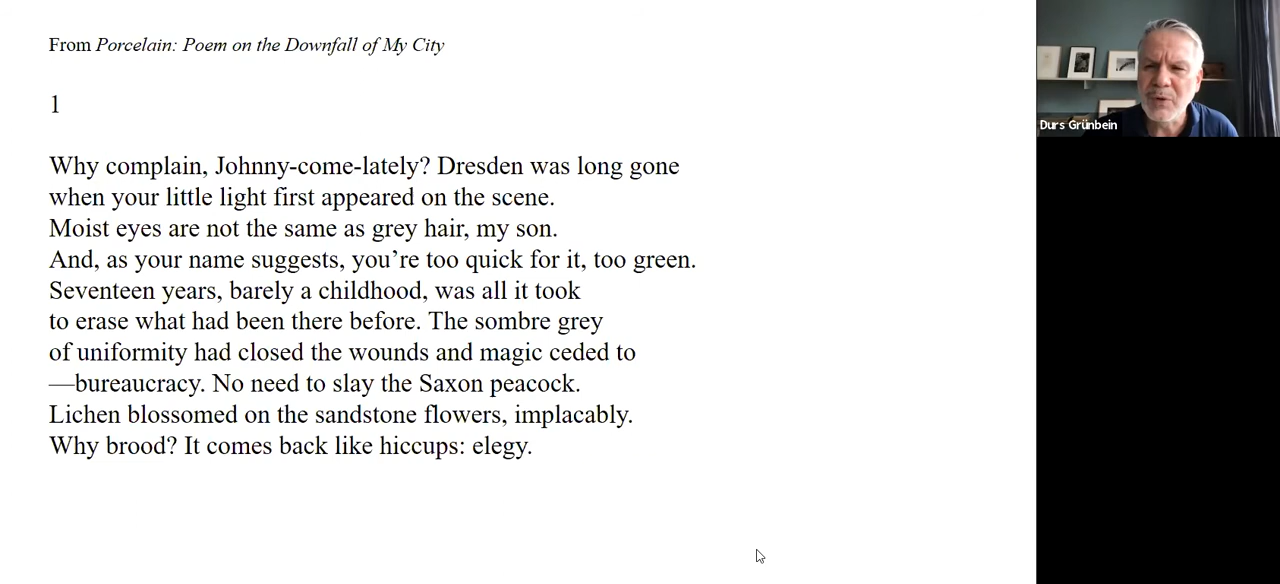 From Porcelain: Poem on the Downfall of My City
1
Why complain, Johnny-come-lately? Dresden was long gone
when your little light first appeared on the scene.
Moist eyes are not the same as grey hair, my son.
And, as your name suggests, you’re too quick for it, too green.
Seventeen years, barely a childhood, was all it took
to erase what had been there before. The sombre grey
of uniformity had closed the wounds and magic ceded to
—bureaucracy. No need to slay the Saxon peacock.
Lichen blossomed on the sandstone flowers, implacably.
Why brood? It comes back like hiccups: elegy.
Durs Grünbein